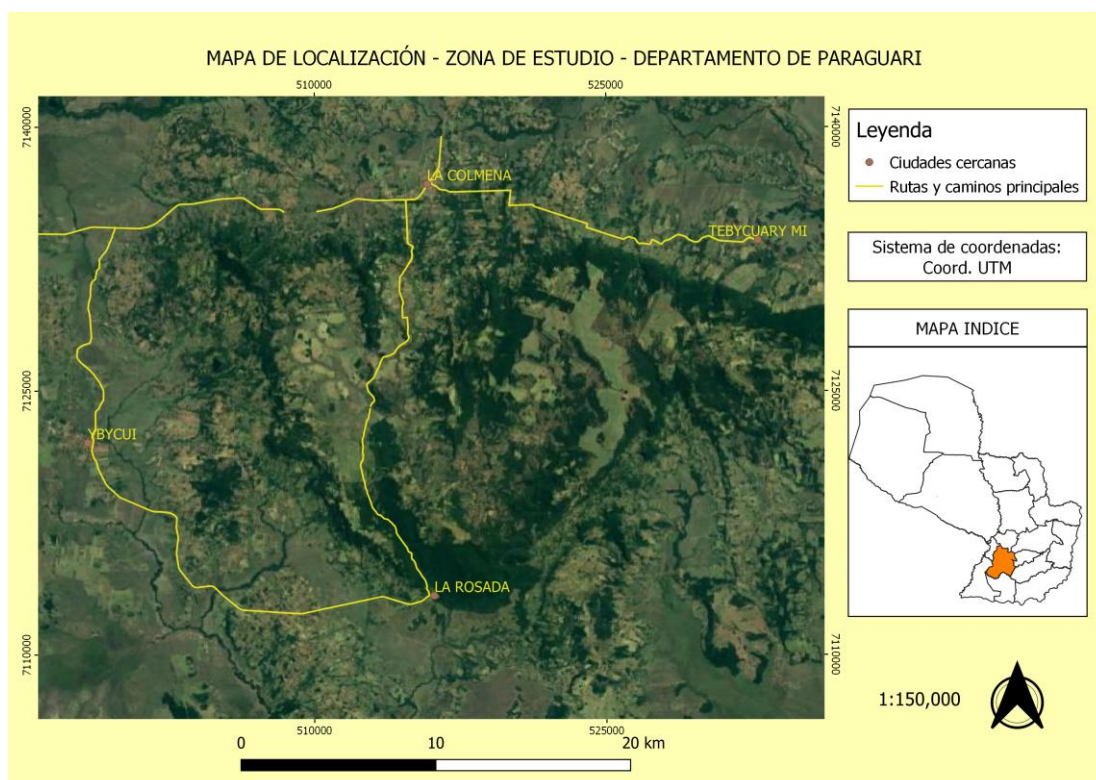 MAPA DE LOCALIZACIÓN - ZONA DE ESTUDIO - DEPARTAMENTO DE PARAGUARI
510000
525000
7140000
7140000
LA COLMENA
TEBYCUARY MI
7125000
7125000
YBYCUI
LA ROSADA
7110000
7110000
510000
525000
0
10
20 km
Leyenda
Ciudades cercanas
Rutas y caminos principales
Sistema de coordenadas:
Coord. UTM
MAPA INDICE
1:150,000